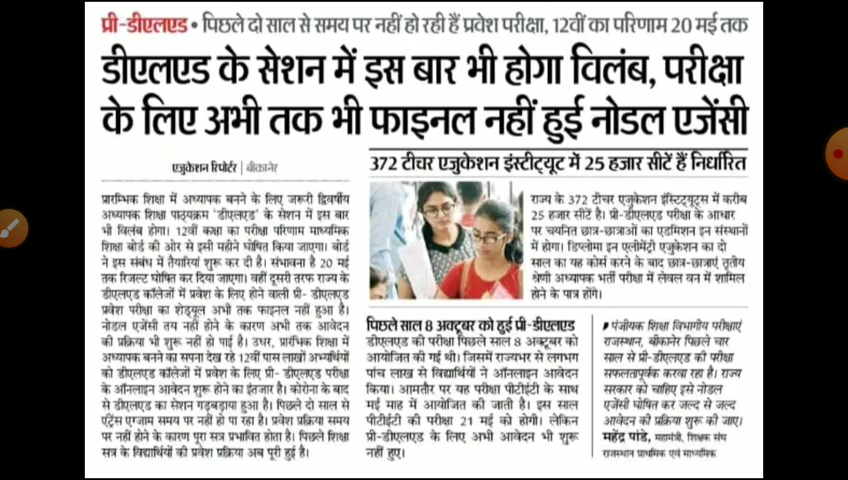 प्री-डीएलएड • पिछले दो साल से समय पर नहीं हो रही हैं प्रवेश परीक्षा, 12वीं का परिणाम 20 मई तक
डीएलएड के सेशन में इस बार भी होगा विलंब, परीक्षा
के लिए अभी तक भी फाइनल नहीं हुई नोडल एजेंसी
एजुकेशन रिपोर्टर | बीकानेर
प्रारम्भिक शिक्षा में अध्यापक बनने के लिए जरूरी द्विवर्षीय
अध्यापक शिक्षा पाठ्यक्रम 'डीएलएड' के सेशन में इस बार
भी विलंब होगा। 12वीं कक्षा का परीक्षा परिणाम माध्यमिक
शिक्षा बोर्ड की ओर से इसी महीने घोषित किया जाएगा। बोर्ड
ने इस संबंध में तैयारियां शुरू कर दी है। संभावना है 20 मई
तक रिजल्ट घोषित कर दिया जाएगा। वहीं दूसरी तरफ राज्य के
डीएलएड कॉलेजों में प्रवेश के लिए होने वाली प्री- डीएलएड
प्रवेश परीक्षा का शेड्यूल अभी तक फाइनल नहीं हुआ है।
नोडल एजेंसी तय नहीं होने के कारण अभी तक आवेदन
की प्रक्रिया भी शुरू नहीं हो पाई है। उधर, प्रारंभिक शिक्षा में
अध्यापक बनने का सपना देख रहे 12वीं पास लाखों अभ्यर्थियों
को डीएलएड कॉलेजों में प्रवेश के लिए प्री- डीएलएड परीक्षा
के ऑनलाइन आवेदन शुरू होने का इंतजार है। कोरोना के बाद
से डीएलएड का सेशन गड़बड़ाया हुआ है। पिछले दो साल से
एंट्रेंस एग्जाम समय पर नहीं हो पा रहा है। प्रवेश प्रक्रिया समय
पर नहीं होने के कारण पूरा सत्र प्रभावित होता है। पिछले शिक्षा
सत्र के विद्यार्थियों की प्रवेश प्रक्रिया अब पूरी हुई है।
372 टीचर एजुकेशन इंस्टीट्यूट में 25 हजार सीटें हैं निर्धारित
राज्य के 372 टीचर एजुकेशन इंस्टिट्यूट्स में करीब
25 हजार सीटें है। प्री-डीएलएड परीक्षा के आधार
पर चयनित छात्र-छात्राओं का एडमिशन इन संस्थानों
में होगा। डिप्लोमा इन एलीमेंट्री एजुकेशन का दो
साल का यह कोर्स करने के बाद छात्र-छात्राएं तृतीय
श्रेणी अध्यापक भर्ती परीक्षा में लेवल वन में शामिल
होने के पात्र होंगे।
पिछले साल 8 अक्टूबर को हुई प्री-डीएलएड
डीएलएड की परीक्षा पिछले साल 8 अक्टूबर को
आयोजित की गई थी। जिसमें राज्यभर से लगभग
पांच लाख से विद्यार्थियों ने ऑनलाइन आवेदन
किया। आमतौर पर यह परीक्षा पीटीईटी के साथ
मई माह में आयोजित की जाती है। इस साल
पीटीईटी की परीक्षा 21 मई को होगी। लेकिन
प्री-डीएलएड के लिए अभी आवेदन भी शुरू
नहीं हुए।
पंजीयक शिक्षा विभागीय परीक्षाएं
राजस्थान, बीकानेर पिछले चार
साल से प्री-डीएलएड की परीक्षा
सफलतापूर्वक करवा रहा है। राज्य
सरकार को चाहिए इसे नोडल
एजेंसी घोषित कर जल्द से जल्द
आवेदन की प्रक्रिया शुरू की जाए।
महेंद्र पांडे, महामंत्री, शिक्षक संघ
राजस्थान प्राथमिक एवं माध्यमिक